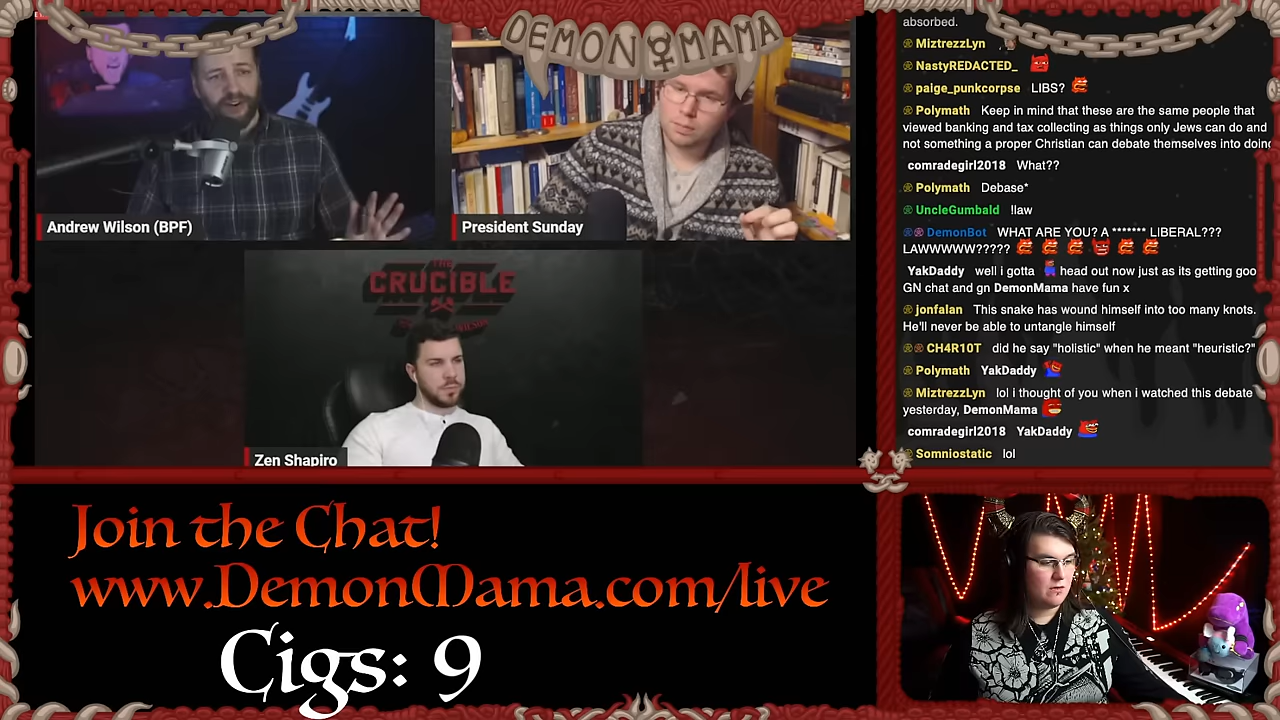 DEMON MAMA
Andrew Wilson (BPF)
President Sunday
THE
CRUCIBLE
WILSON
Zen Shapiro
absorbed.
MiztrezzLyn
NastyREDACTED_
paige_punkcorpse LIBS?
Polymath Keep in mind that these are the same people that
viewed banking and tax collecting as things only Jews can do and
not something a proper Christian can debate themselves into doing
comradegirl2018 What??
Polymath Debase*
UncleGumbald !law
DemonBot WHAT ARE YOU? A ******* LIBERAL???
LAWWWWW?????
YakDaddy well i gotta head out now just as its getting goo
GN chat and gn DemonMama have fun x
jonfalan This snake has wound himself into too many knots.
He'll never be able to untangle himself
CH4R10T did he say "holistic" when he meant "heuristic?"
Polymath YakDaddy
MiztrezzLyn lol i thought of you when i watched this debate
yesterday, DemonMama
comradegirl2018 YakDaddy
Somniostatic lol
Join the Chat!
www.DemonMama.com/live
Cigs: 9